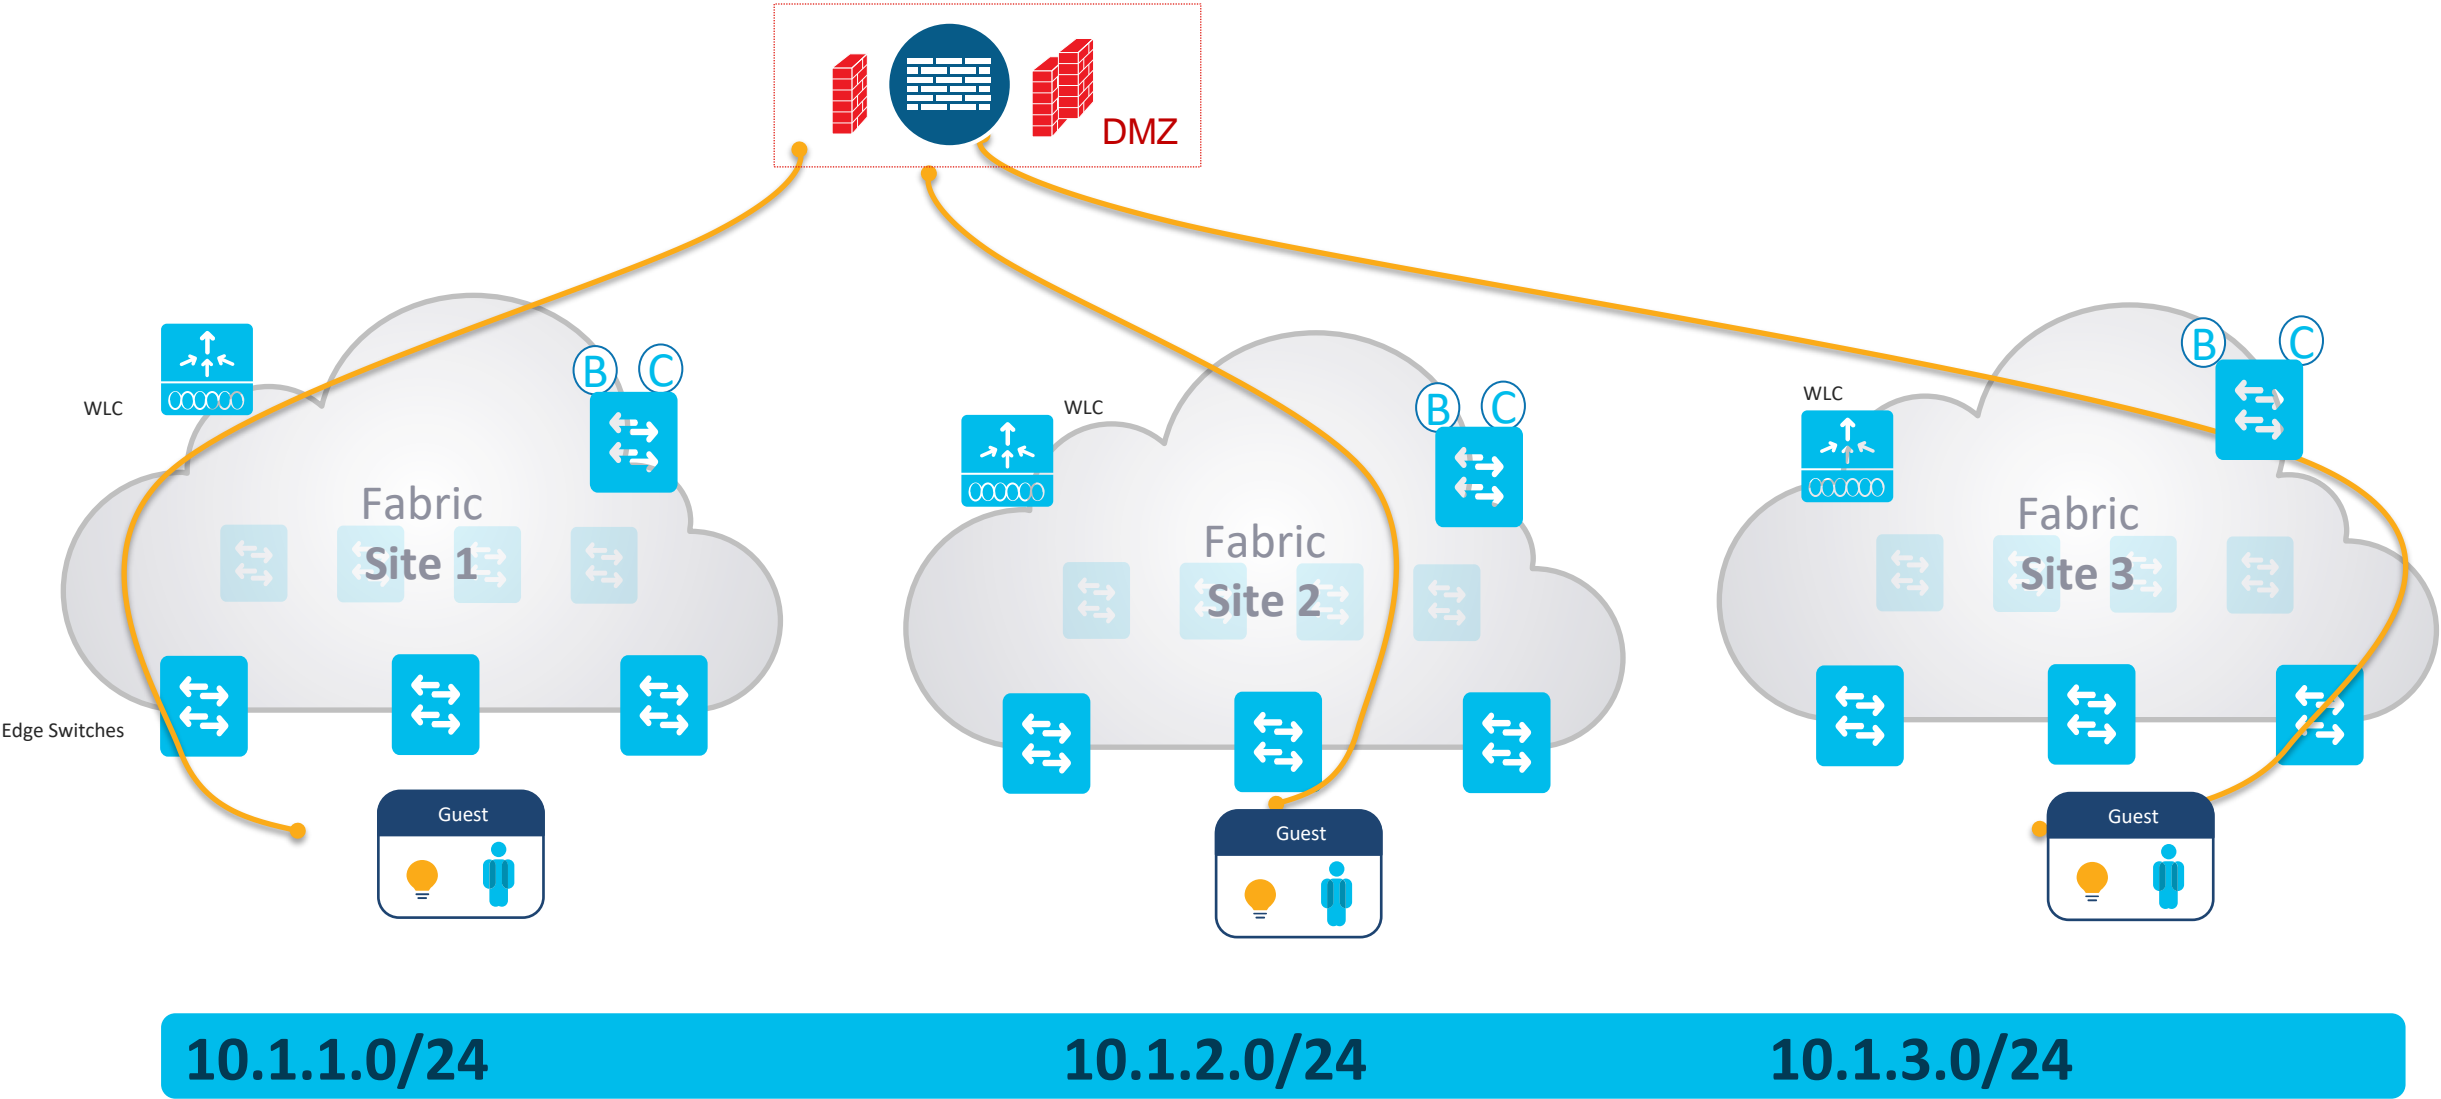 DMZ
WLC
B C
Fabric
Site 1
Edge Switches
Guest
WLC
B C
Fabric
Site 2
Guest
WLC
B C
Fabric
Site 3
Guest
10.1.1.0/24
10.1.2.0/24
10.1.3.0/24